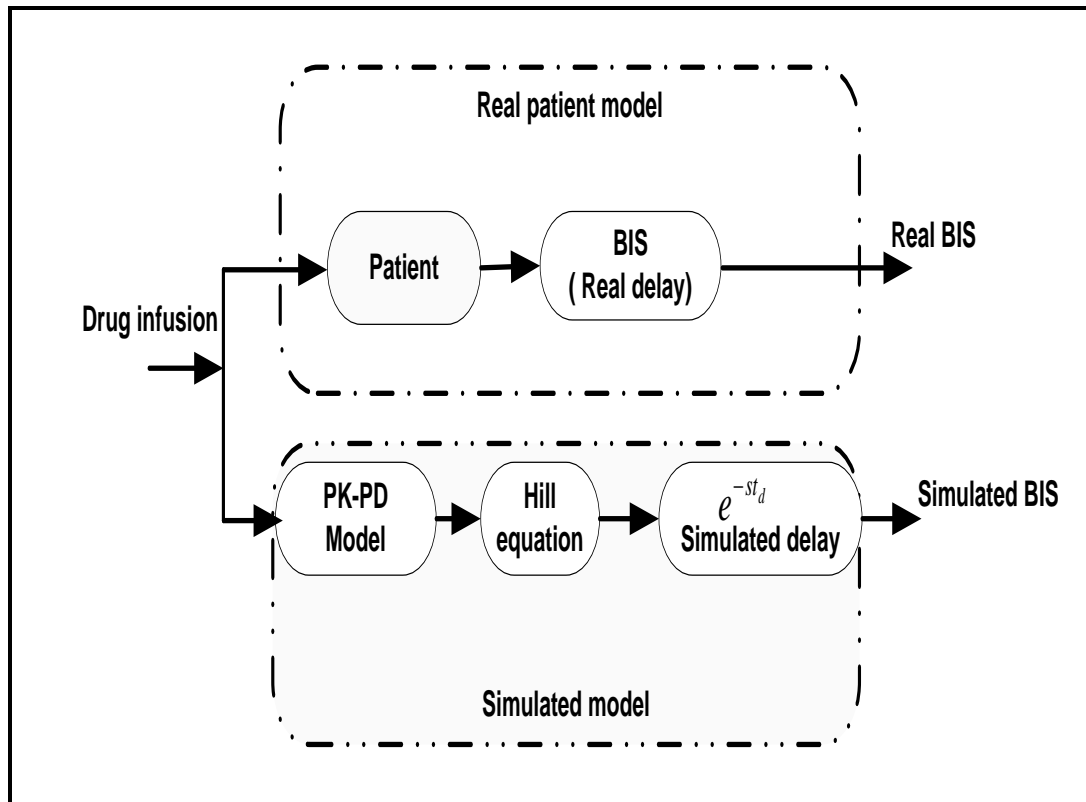 Real patient model
Patient
BIS
( Real delay)
Real BIS
Drug infusion
PK-PD
Model
Hill
equation
e^{-st_d}
Simulated delay
Simulated BIS
Simulated model